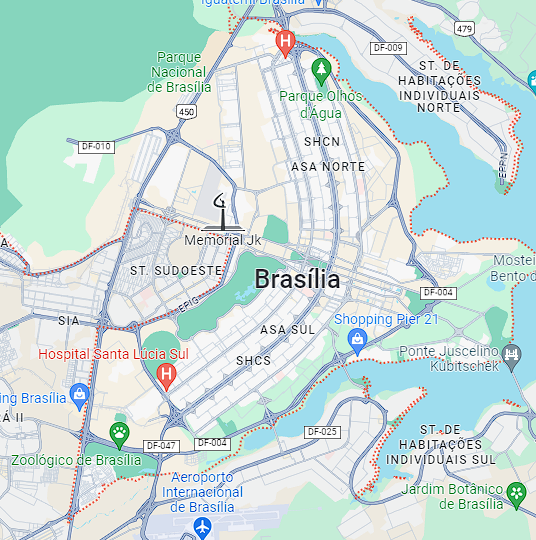 Iguatemi Brasília
479
DF-009
ST. DE
HABITAÇÕES
INDIVIDUAIS
NORTE
Parque
Nacional
de Brasília
H
Parque Olhos
d'Água
450
DF-010
SHCN
ASA NORTE
EPPN
Memorial Jk
A
ST. SUDOESTE
Brasília
Mostei
Bento d
DF-004
EPIG
SIA
ASA SUL
Shopping Pier 21
Hospital Santa Lúcia Sul
H
SHCS
Ponte Juscelino
Kubitschek
ing Brasília
RÁ II
DF-025
DF-047
DF-004
ST. DE
HABITAÇÕES
INDIVIDUAIS SUL
Zoológico de Brasília
Aeroporto
Internacional
de Brasília
Jardim Botânico
de Brasília